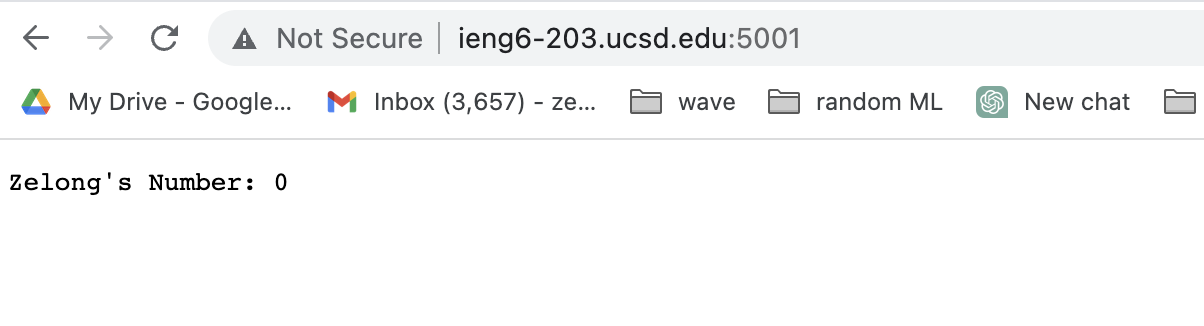 Not Secure ieng6-203.ucsd.edu:5001
My Drive - Google... Inbox (3,657) - ze... wave random ML New chat
Zelong's Number: 0